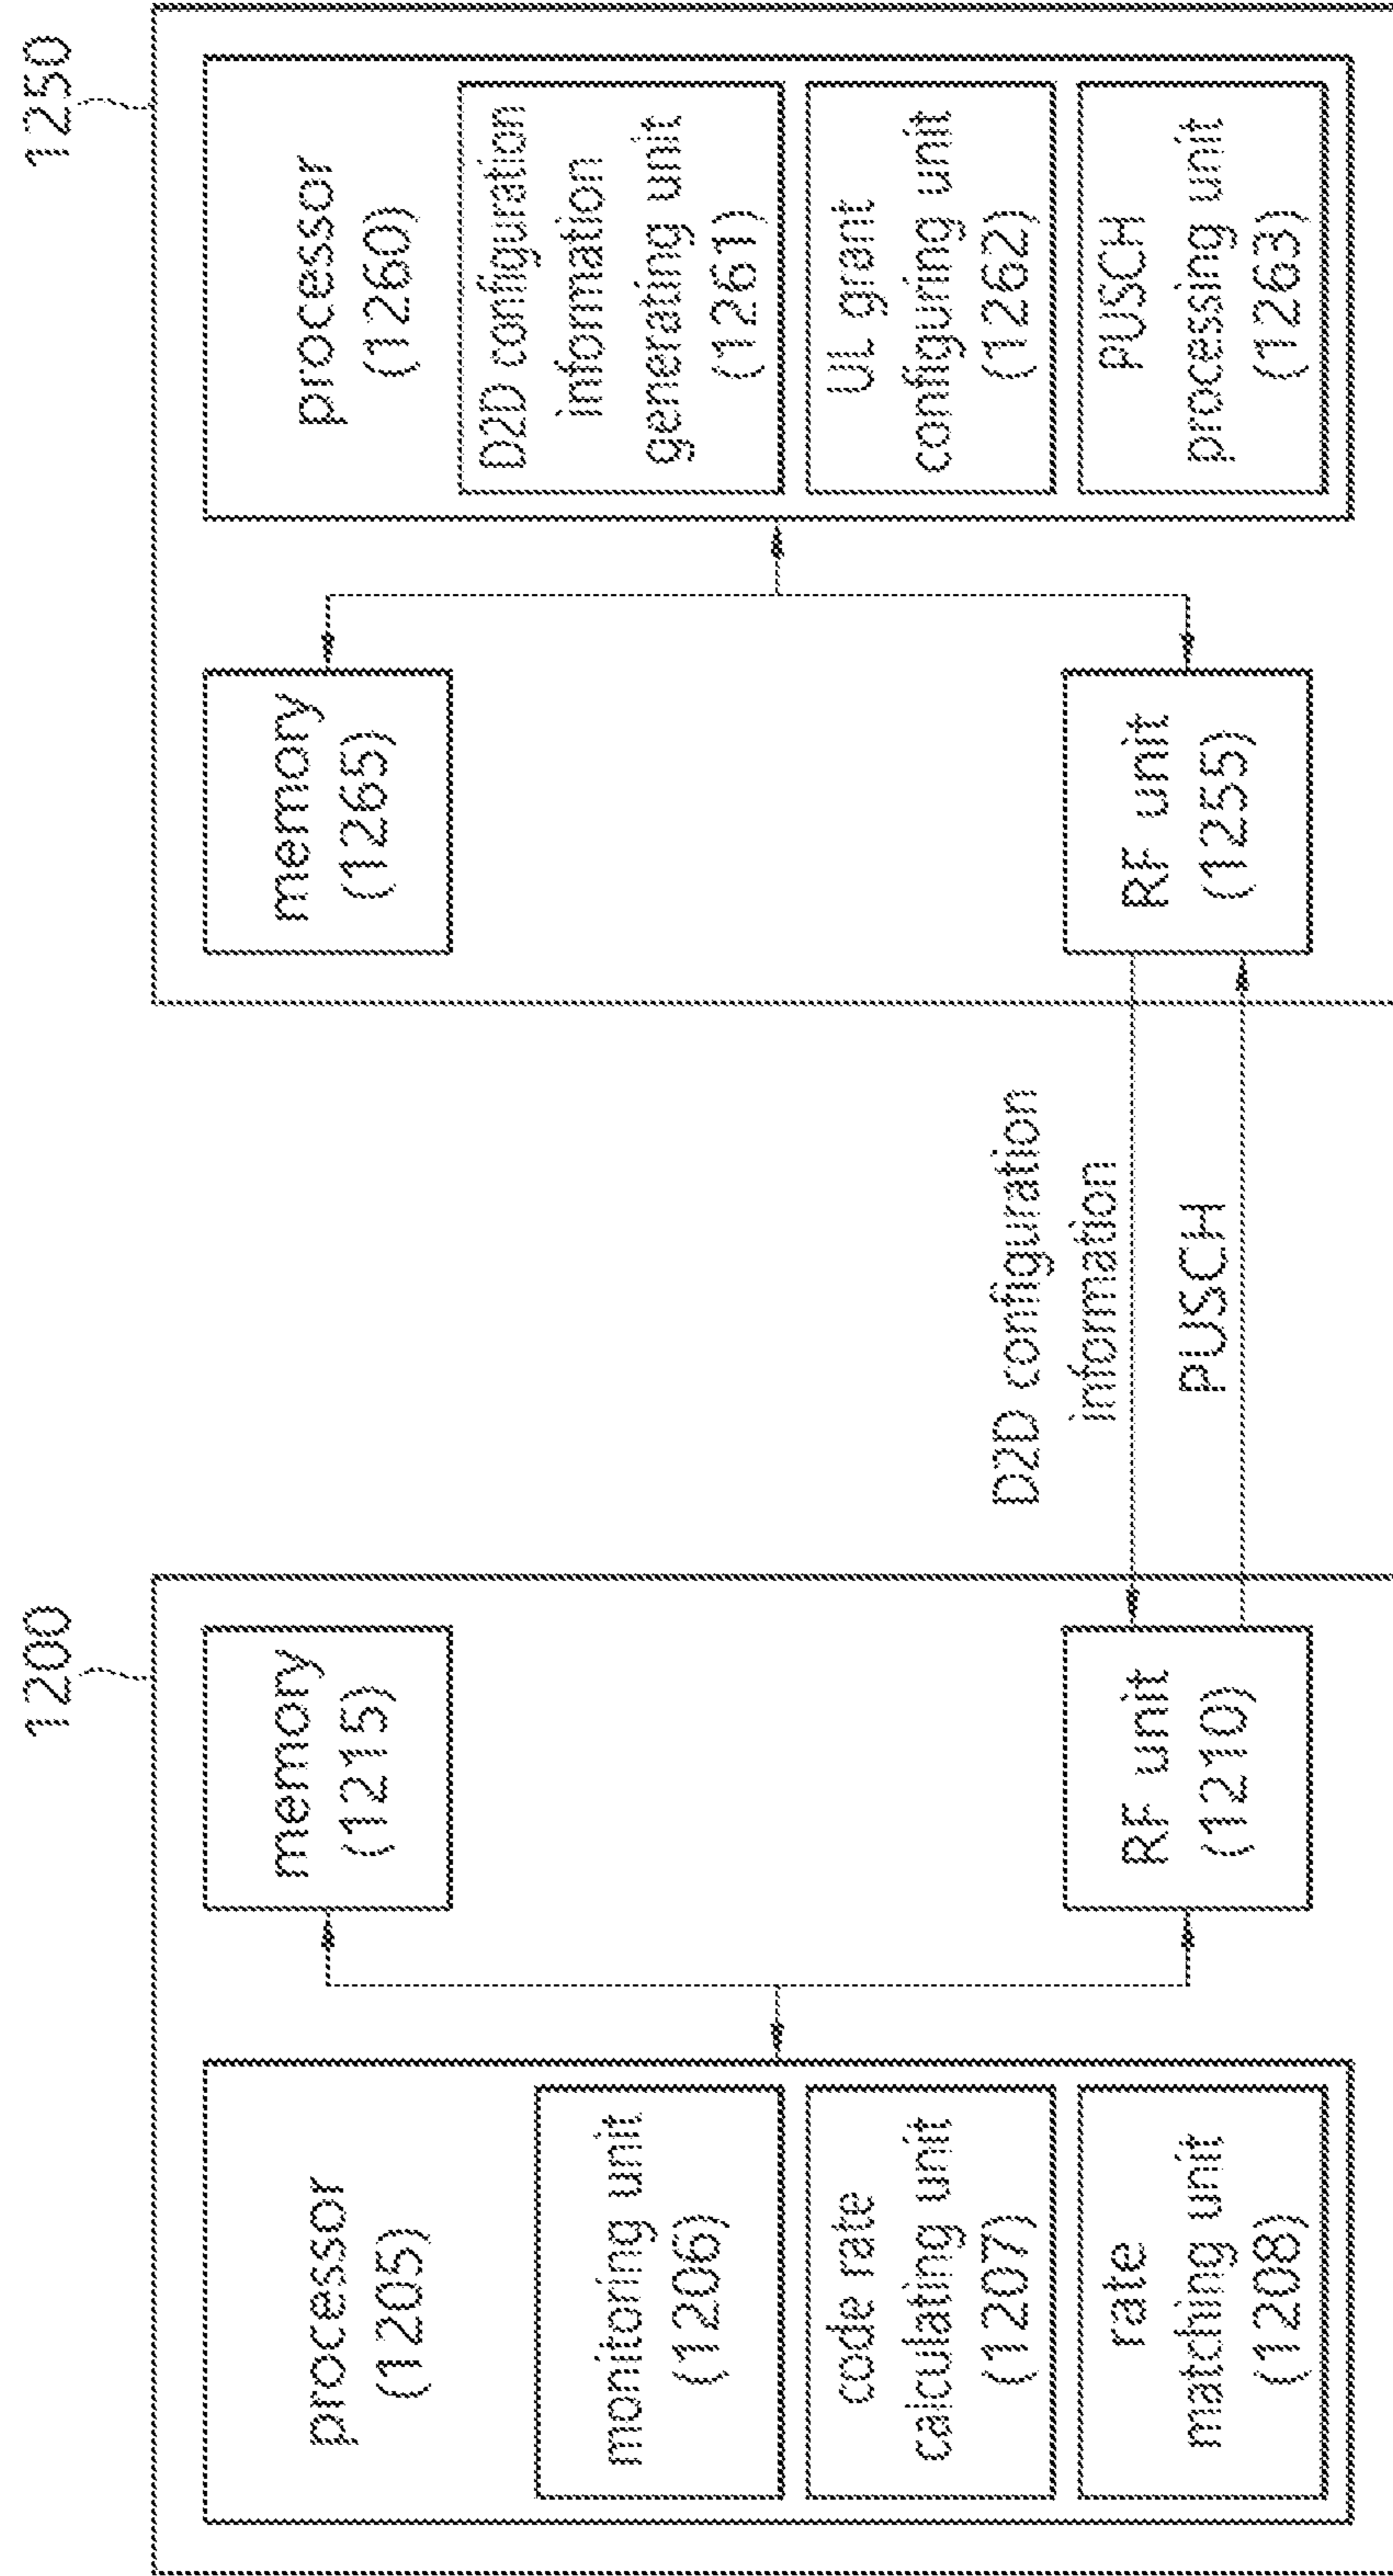 1200
processor
(1205)
monitoring unit
(1206)
code rate
calculating unit
(1207)
rate
matching unit
(1208)
memory
(1215)
RF unit
(1210)
D2D configuration
information
PUSCH
1250
memory
(1265)
RF unit
(1255)
processor
(1260)
D2D configuration
information
generating unit
(1261)
UL grant
configuring unit
(1262)
PUSCH
processing unit
(1263)